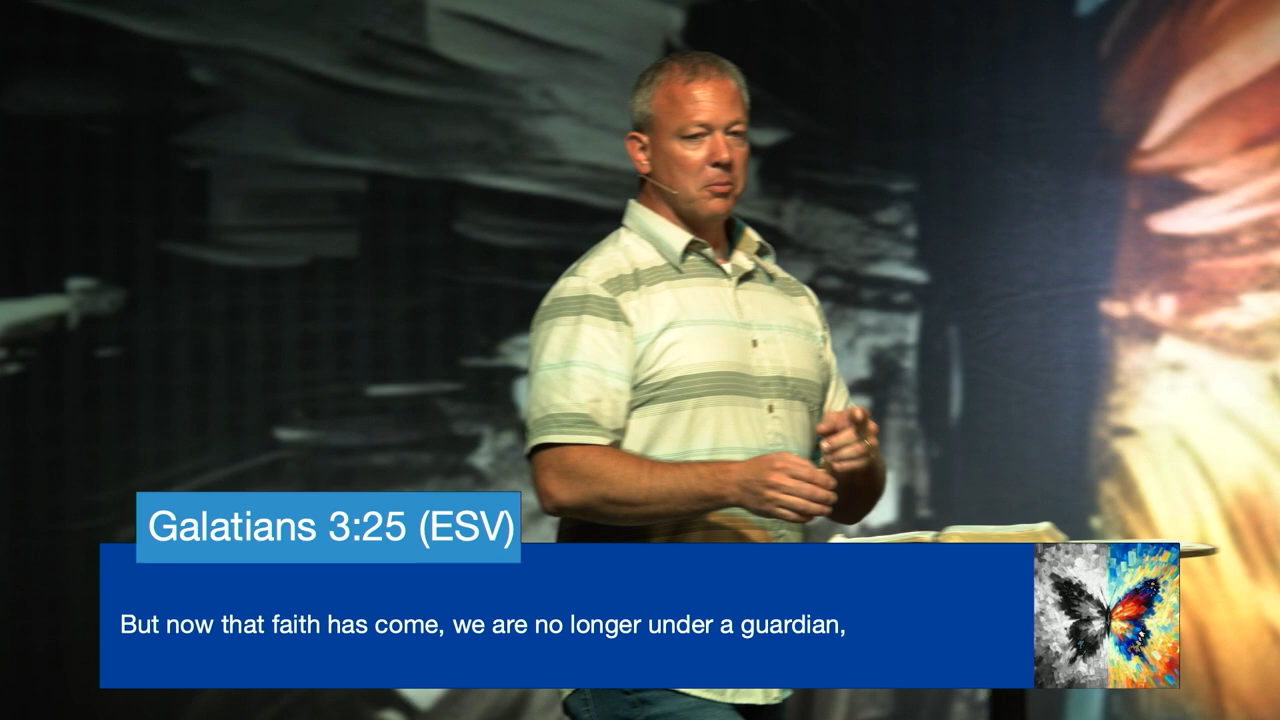 Galatians 3:25 (ESV)
But now that faith has come, we are no longer under a guardian,